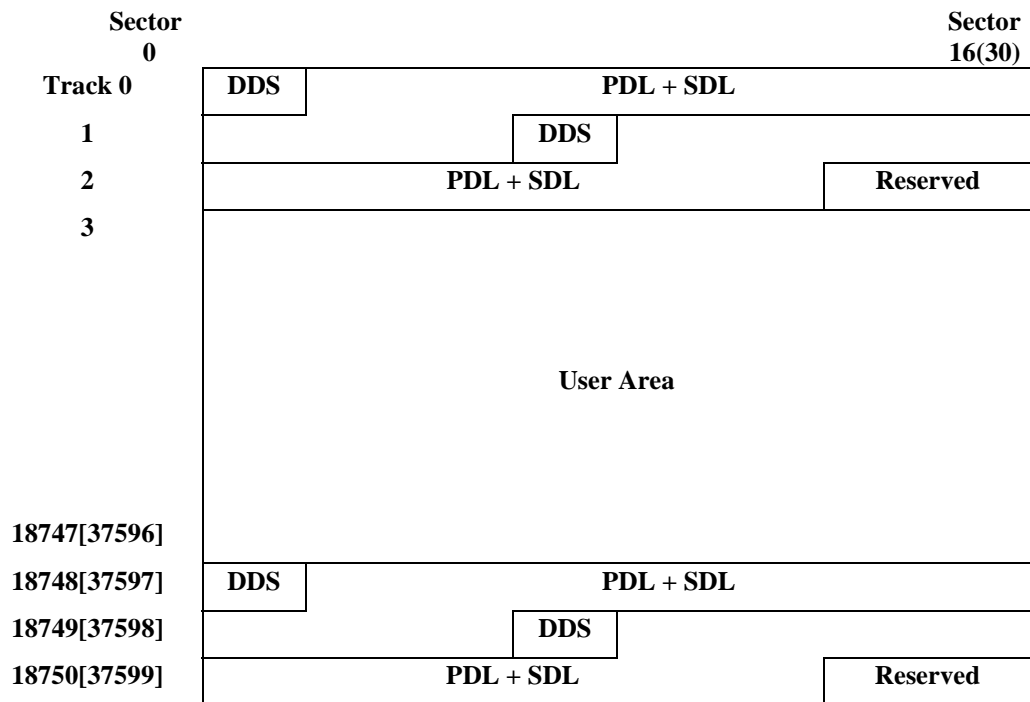 Sector Sector
0 16(30)
Track 0 DDS PDL + SDL
1 DDS
2 PDL + SDL Reserved
3
User Area
18747[37596]
18748[37597] DDS PDL + SDL
18749[37598] DDS
18750[37599] PDL + SDL Reserved